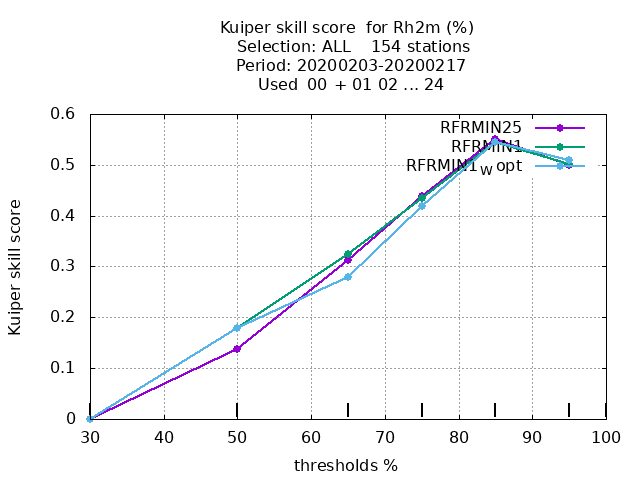 Kuiper skill score for Rh2m (%)
Selection: ALL 154 stations
Period: 20200203-20200217
Used 00 + 01 02 ... 24
RFRMIN25
RFRMIN1
RFRMIN1w opt
Kuiper skill score
0.6
0.5
0.4
0.3
0.2
0.1
0
30 40 50 60 70 80 90 100
thresholds %